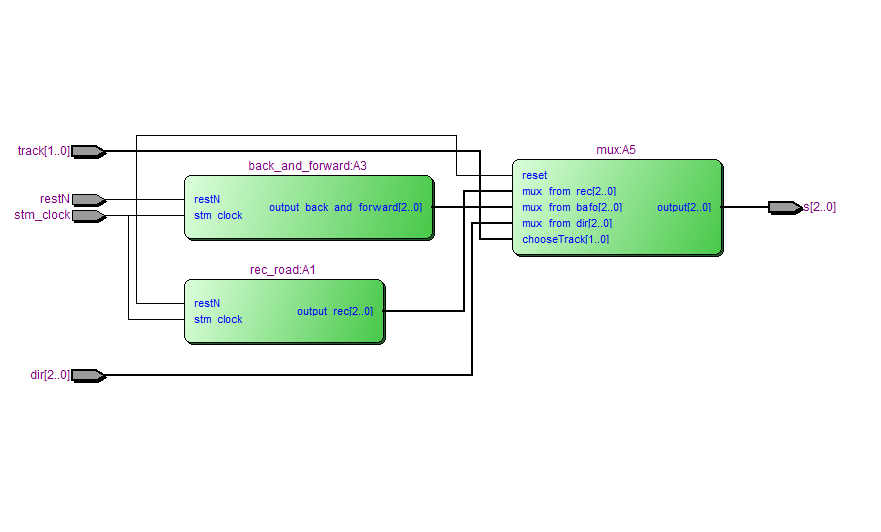 track[1..0]
restN
stm_clock
dir[2..0]
back_and_forward:A3
restN
stm clock
output back and forward[2..0]
rec_road:A1
restN
stm clock
output rec[2..0]
mux:A5
reset
mux from rec[2..0]
mux from bafo[2..0]
mux from dir[2..0]
chooseTrack[1..0]
output[2..0]
s[2..0]